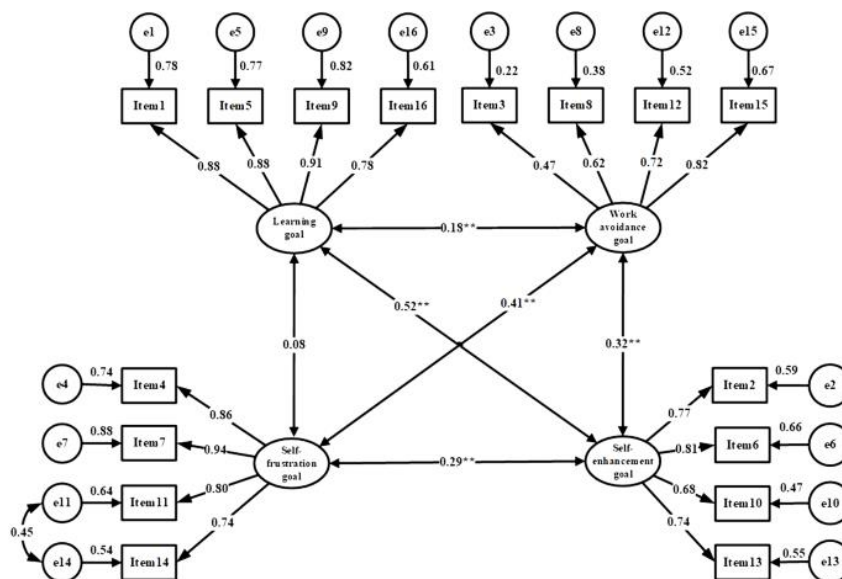 e1 e5 e9 e16 e3 e8 e12 e15
0.78 0.77 0.82 0.61 0.22 0.38 0.52 0.67
Item1 Item5 Item9 Item16 Item3 Item8 Item12 Item15
0.88 0.88 0.91 0.78 0.47 0.62 0.72 0.82
Learning
goal
Work
avoidance
goal
0.18**
0.52** 0.41**
0.08 0.32**
e4 0.74 Item4
0.86
e7 0.88 Item7
0.94
e11 0.64 Item11
0.80
0.45
e14 0.54 Item14
0.74
Self-
frustration
goal
0.29**
Self-
enhancement
goal
Item2 0.59 e2
0.77
Item6 0.66 e6
0.81
Item10 0.47 e10
0.68
Item13 0.55 e13
0.74